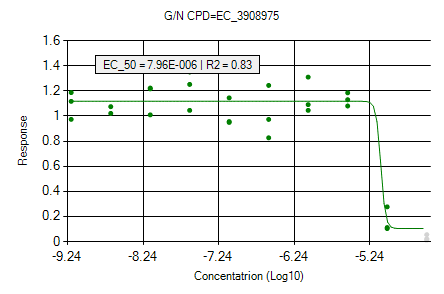 G/N CPD=EC_3908975
EC_50 =7.96E-006 | R2 = 0.83
1.6
1.4
1.2
1
0.8
0.6
0.4
0.2
0
Response
-9.24 -8.24 -7.24 -6.24 -5.24
Concentatrion (Log10)